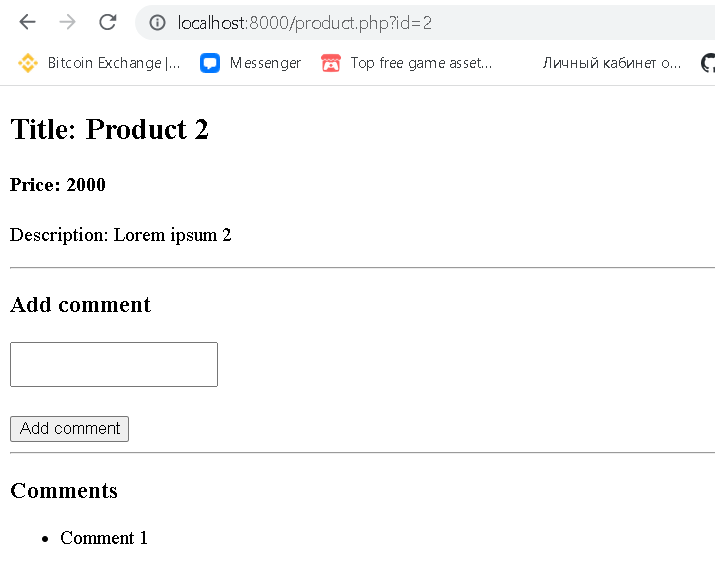 localhost:8000/product.php?id=2
Bitcoin Exchange |... Messenger Top free game asset... Личный кабинет о...
Title: Product 2
Price: 2000
Description: Lorem ipsum 2
Add comment
Add comment
Comments
• Comment 1